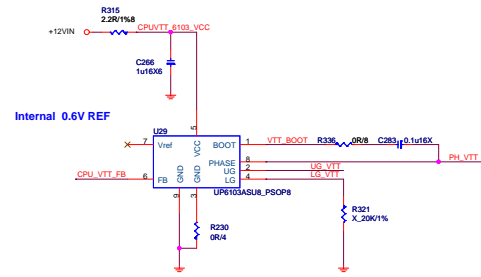 R315
2.2R/1%8
+12VIN
CPUVTT_6103_VCC
C266
1u16X6
Internal 0.6V REF
U29
5
7
Vref
VCC
BOOT
1
VTT_BOOT
R336
0R/8
C283
0.1u16X
PHASE
8
PH_VTT
UG
2
UG_VTT
CPU_VTT_FB
6
FB
GND
GND
LG
4
LG_VTT
9
3
UP6103ASU8_PSOP8
R321
X_20K/1%
R230
0R/4